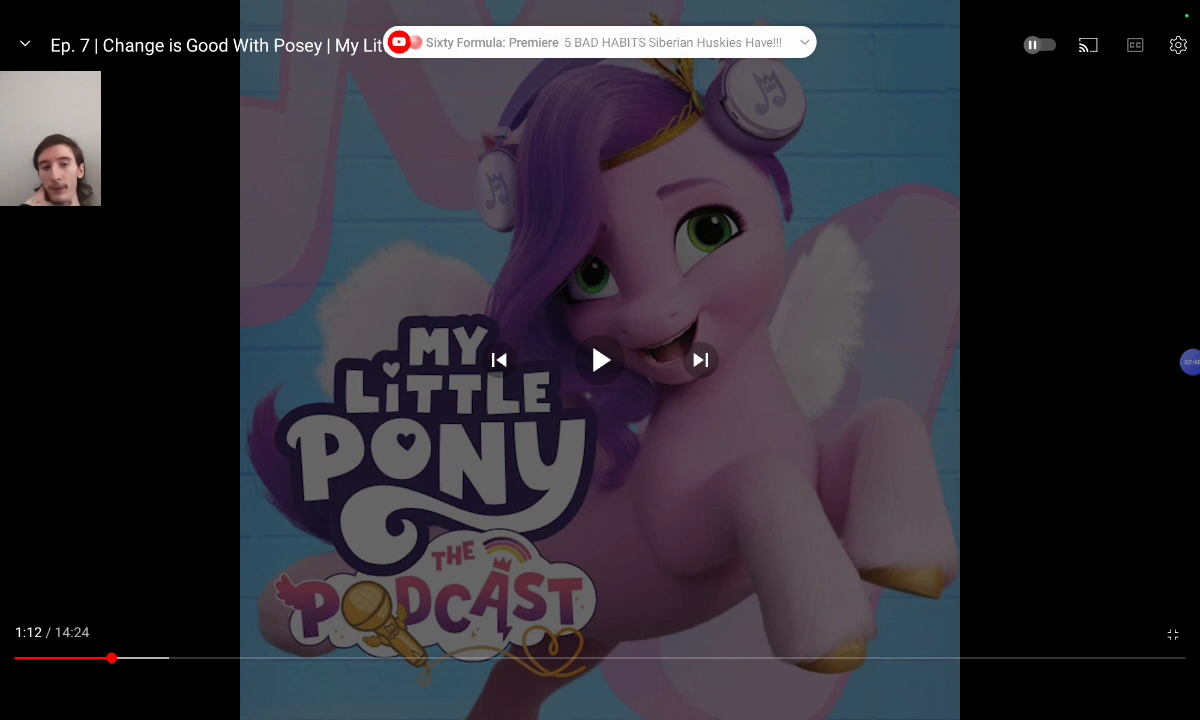 Ep. 7 | Change is Good With Posey | My Lit
Sixty Formula: Premiere 5 BAD HABITS Siberian Huskies Have!!!
CC
MY
LITTLE
PONY
THE
PODCAST
1:12 / 14:24